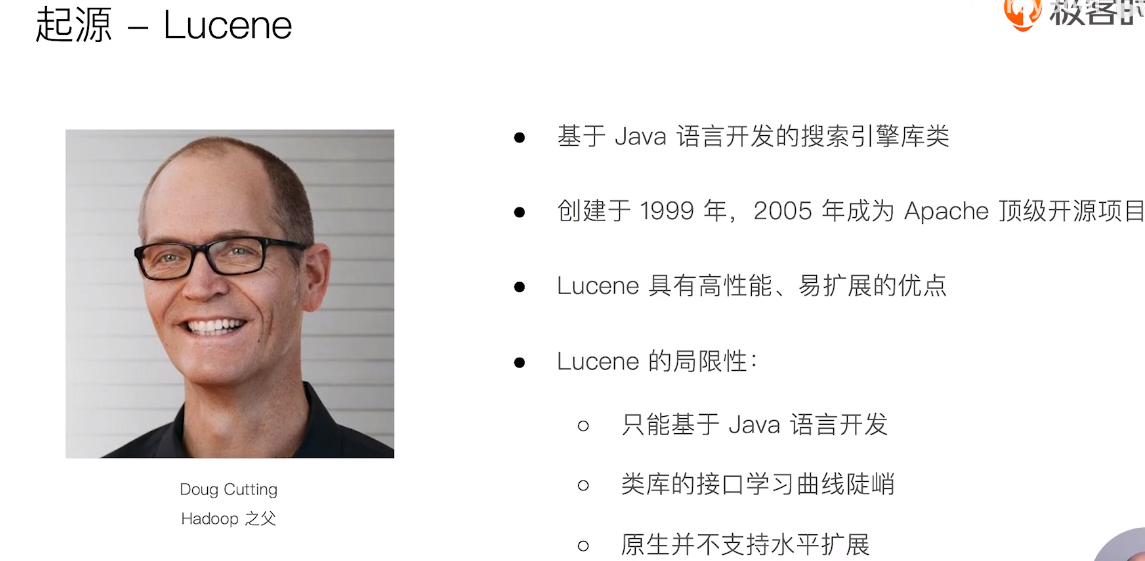 起源 – Lucene
极客时
基于 Java 语言开发的搜索引擎库类
创建于 1999 年，2005 年成为 Apache 顶级开源项目
Lucene 具有高性能、易扩展的优点
Lucene 的局限性：
只能基于 Java 语言开发
类库的接口学习曲线陡峭
原生并不支持水平扩展
Doug Cutting
Hadoop 之父